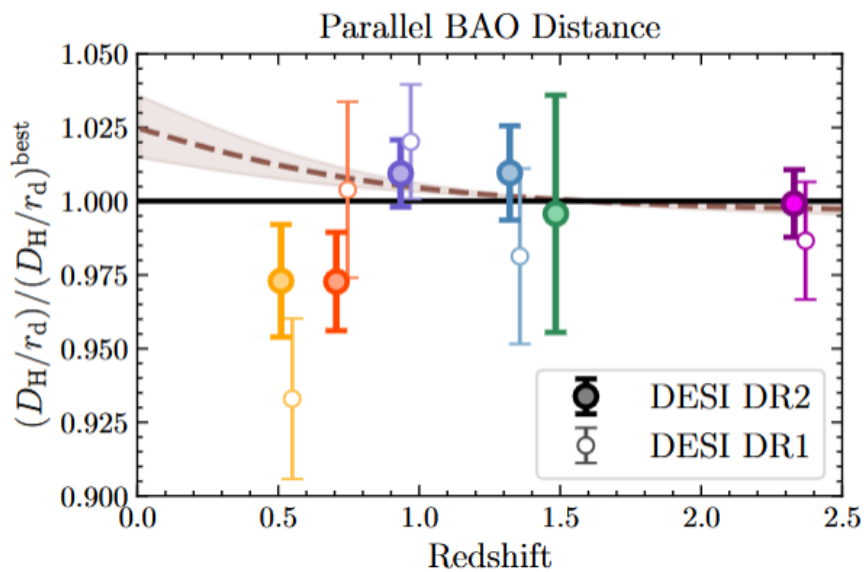 Parallel BAO Distance
(D_H/r_d)/(D_H/r_d)^best
1.050
1.025
1.000
0.975
0.950
0.925
0.900
DESI DR2
DESI DR1
0.0 0.5 1.0 1.5 2.0 2.5
Redshift